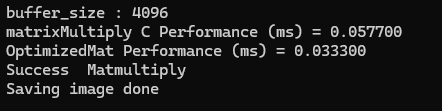 buffer_size : 4096
matrixMultiply C Performance (ms) = 0.057700
OptimizedMat Performance (ms) = 0.033300
Success  Matmultiply
Saving image done